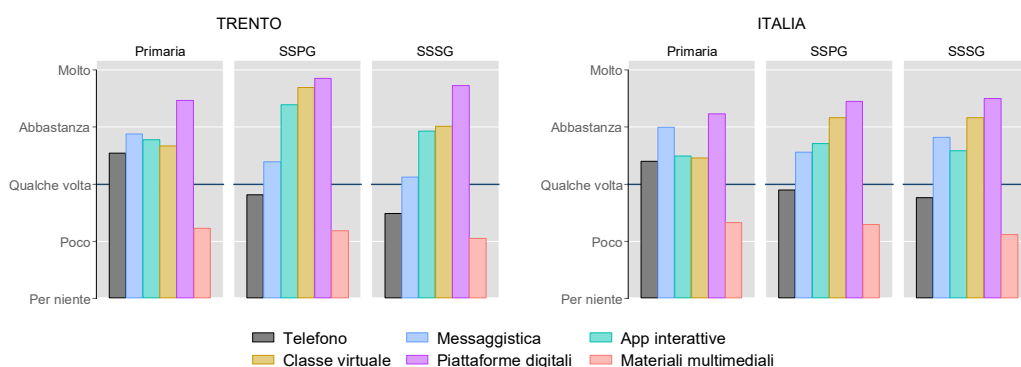 TRENTO
ITALIA
Primaria SSPG SSSG
Primaria SSPG SSSG
Molto
Abbastanza
Qualche volta
Poco
Per niente
Molto
Abbastanza
Qualche volta
Poco
Per niente
Telefono Messaggistica App interattive
Classe virtuale Piattaforme digitali Materiali multimediali